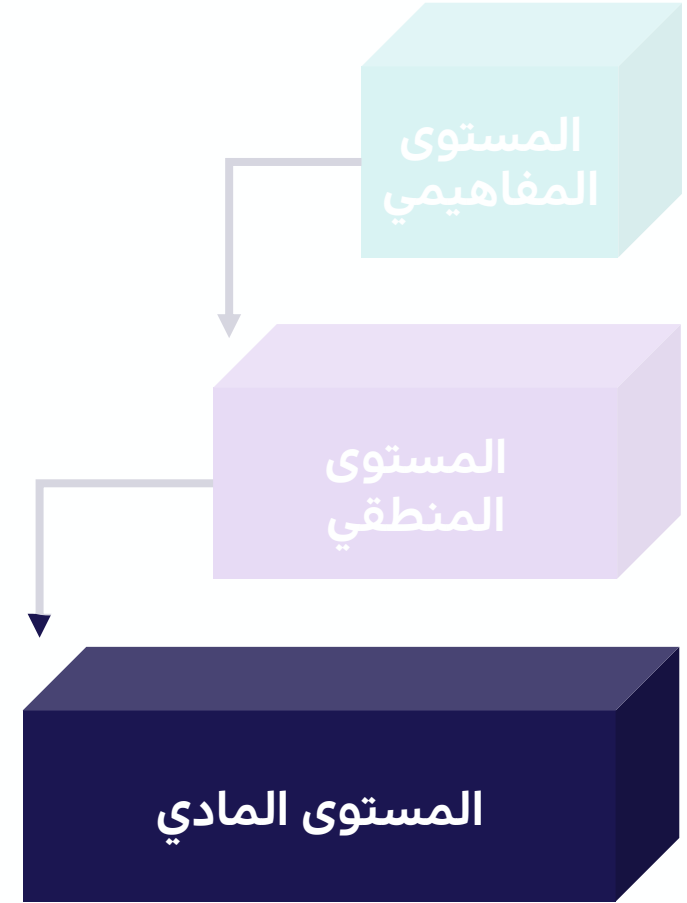 المستوى
المفاهيمي
المستوى
المنطقي
المستوى المادي